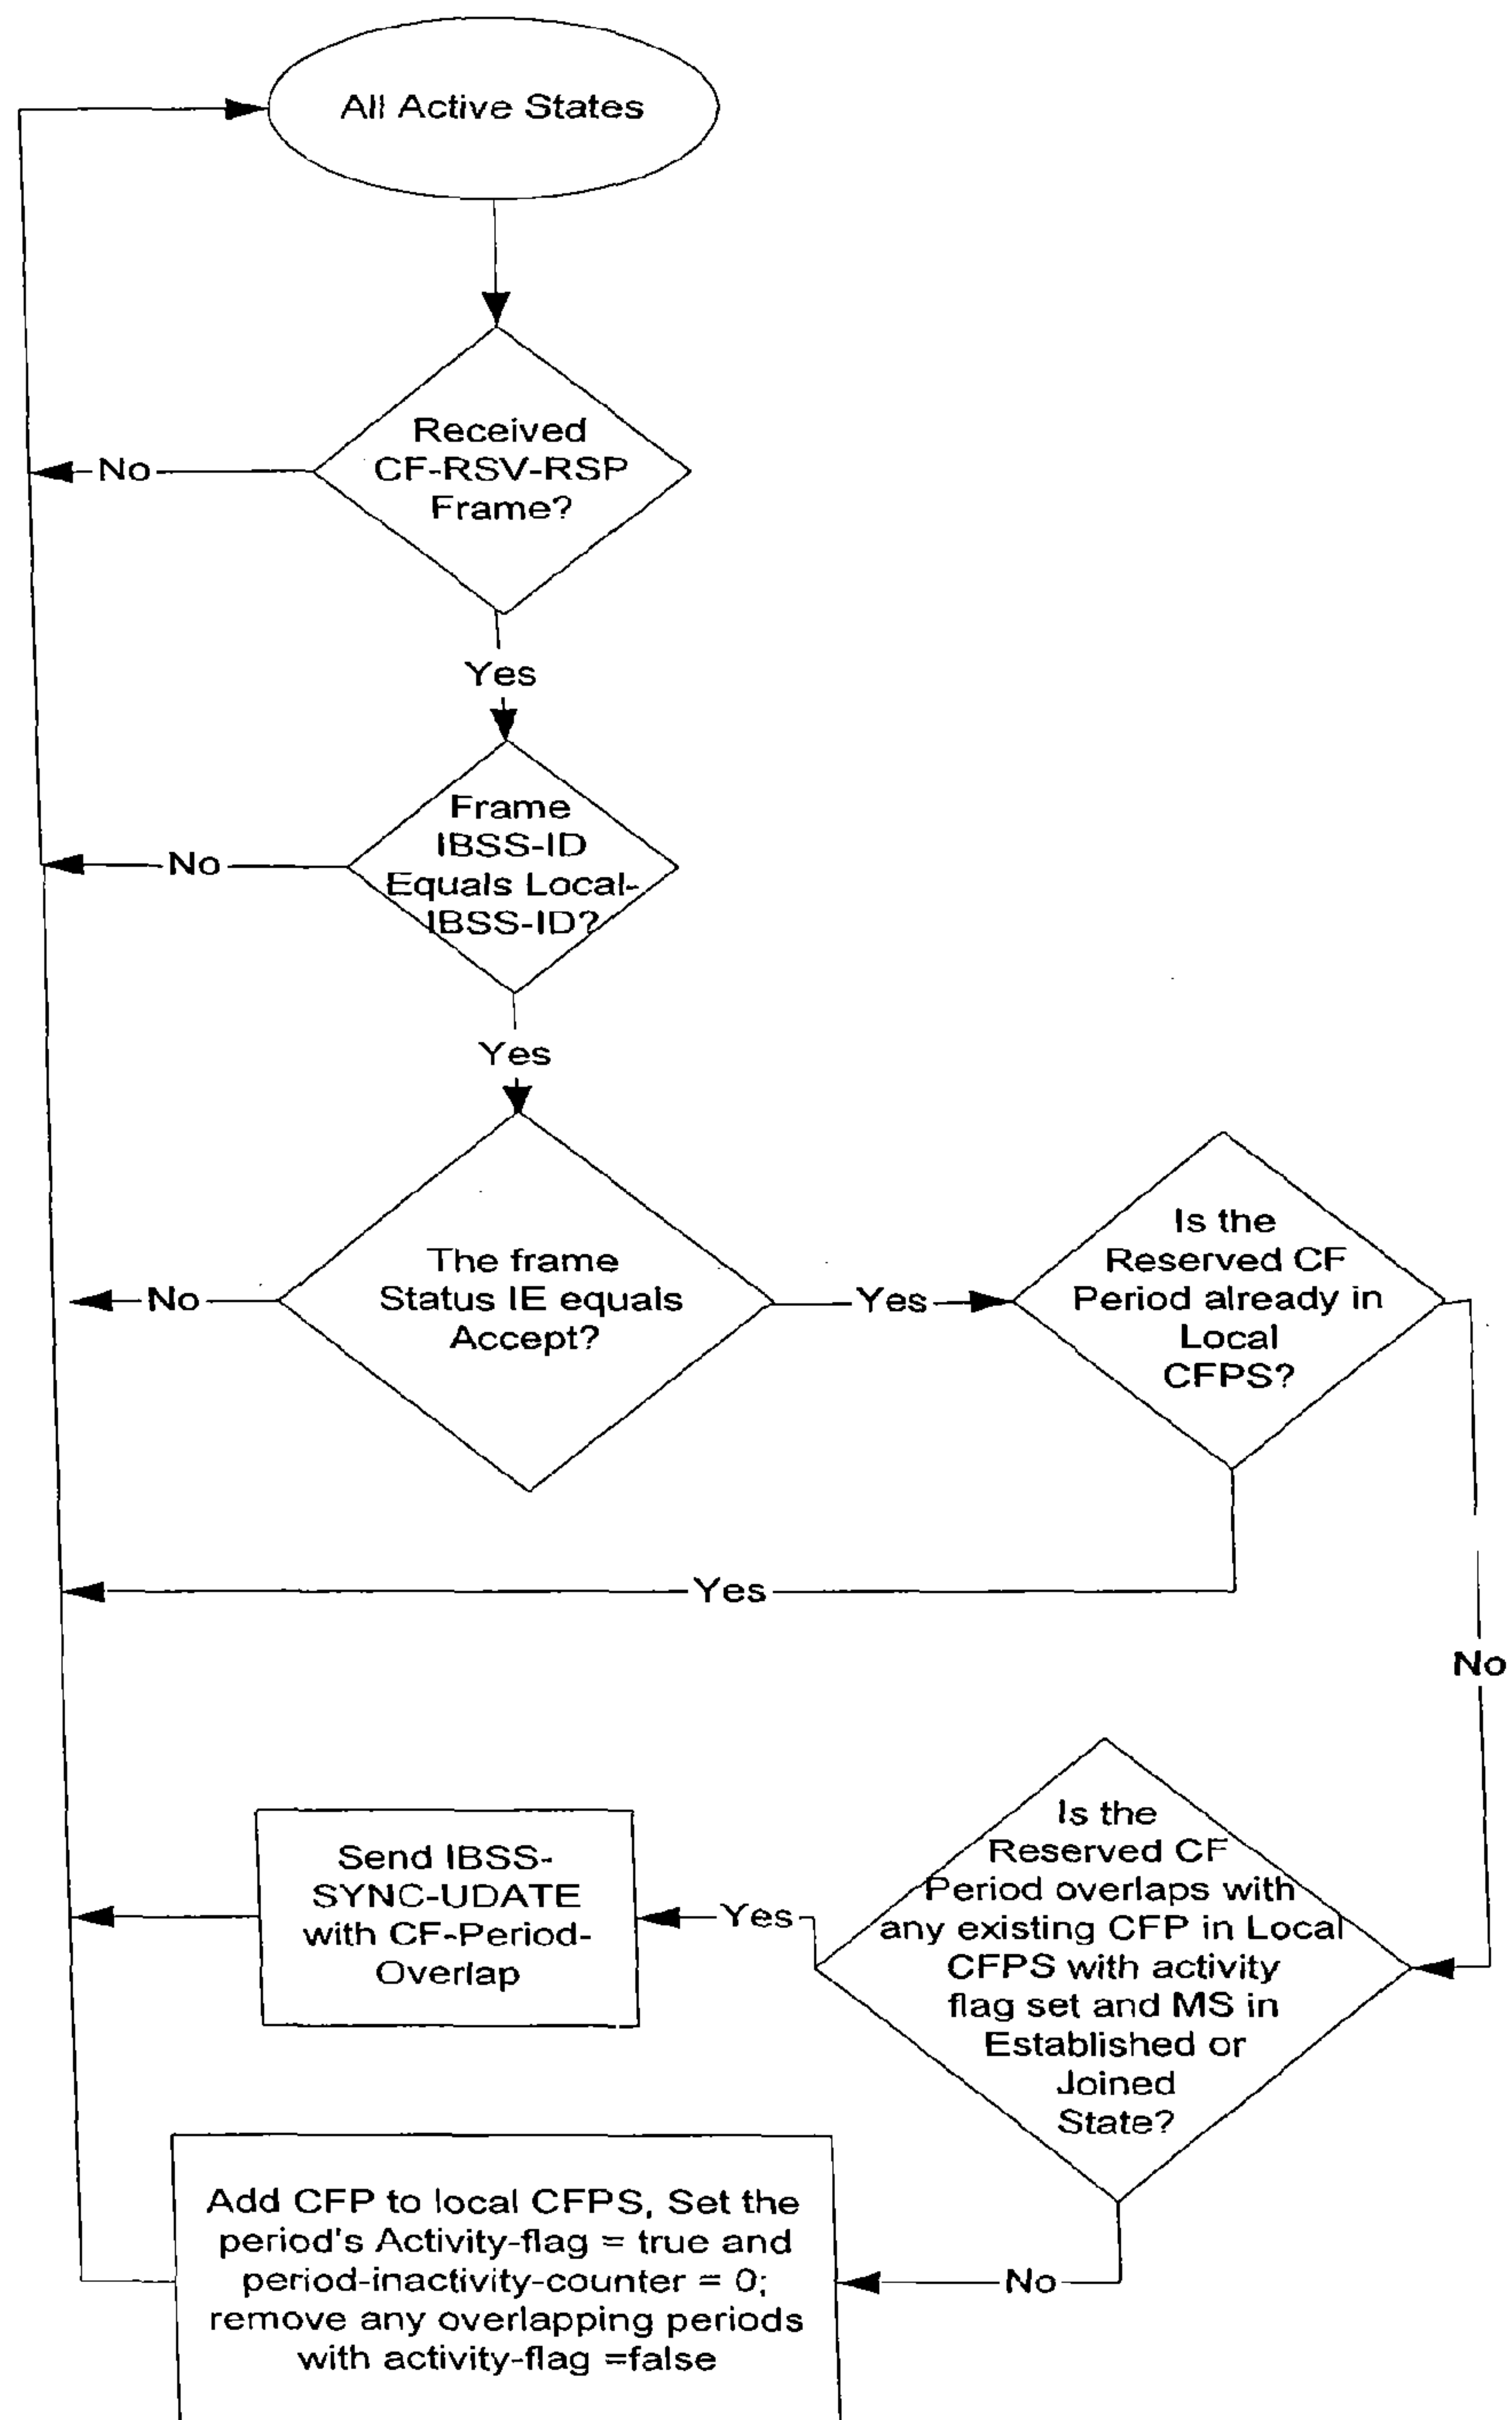 All Active States
Received
CF-RSV-RSP
Frame?
No
Yes
Frame
IBSS-ID
Equals Local-
IBSS-ID?
No
Yes
The frame
Status IE equals
Accept?
No
Yes
Is the
Reserved CF
Period already in
Local
CFPS?
Yes
No
Is the
Reserved CF
Period overlaps with
any existing CFP in Local
CFPS with activity
flag set and MS in
Established or
Joined
State?
Yes
Send IBSS-
SYNC-UDATE
with CF-Period-
Overlap
No
Add CFP to local CFPS, Set the
period's Activity-flag = true and
period-inactivity-counter = 0;
remove any overlapping periods
with activity-flag =false